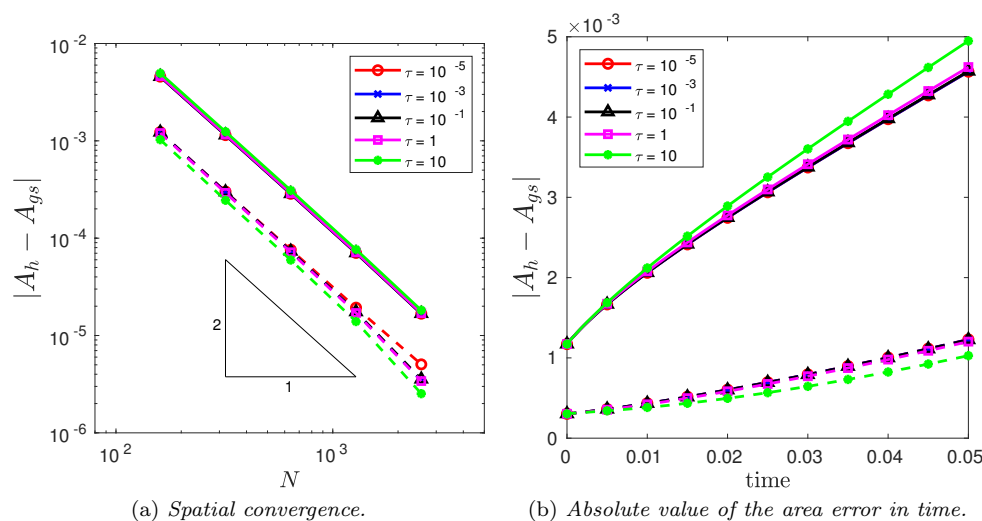 |A_h − A_gs|
10^-2
10^-3
10^-4
10^-5
10^-6
τ = 10^-5
τ = 10^-3
τ = 10^-1
τ = 1
τ = 10
2
1
10^2
10^3
N
(a) Spatial convergence.
|A_h − A_gs|
×10^-3
5
4
3
2
1
0
τ = 10^-5
τ = 10^-3
τ = 10^-1
τ = 1
τ = 10
0
0.01
0.02
0.03
0.04
0.05
time
(b) Absolute value of the area error in time.